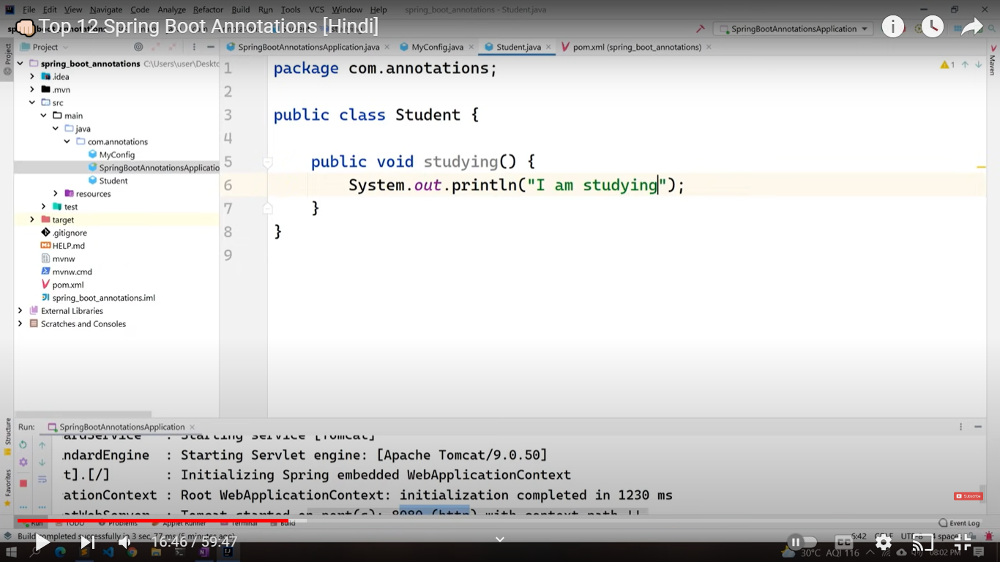 File Edit View Navigate Code Analyze Refactor Build Run Tools VCS Window Help spring_boot_annotations - Student.java
Top 12 Spring Boot Annotations [Hindi]
SpringBootAnnotationsApplication
Project
SpringBootAnnotationsApplication.java MyConfig.java Student.java pom.xml (spring_boot_annotations)
Project
Maven
spring_boot_annotations C:\Users\user\Deskto
.idea
.mvn
src
main
java
com.annotations
MyConfig
SpringBootAnnotationsApplicatio
Student
resources
test
target
.gitignore
HELP.md
mvnw
mvnw.cmd
pom.xml
spring_boot_annotations.iml
External Libraries
Scratches and Consoles
1 package com.annotations;
2
3 public class Student {
4
5 public void studying() {
6 System.out.println("I am studying");
7 }
8 }
9
1
Structure
Favorites
Run: SpringBootAnnotationsApplication
ardService : Starting service [Tomcat]
ndardEngine : Starting Servlet engine: [Apache Tomcat/9.0.50]
t].[/] : Initializing Spring embedded WebApplicationContext
ationContext : Root WebApplicationContext: initialization completed in 1230 ms
atWebServer : Tomcat started on port(s): 8080 (http) with context path ''
Subscribe
Run TODO Problems Applet Runner Terminal Build Event Log
Build completed successfully in 3 sec, 77 ms (5 minutes ago) 6:42 CRLF UTF-8 4 spaces
16:46 / 59:47
CC
30°C AQI 116 08:02 PM